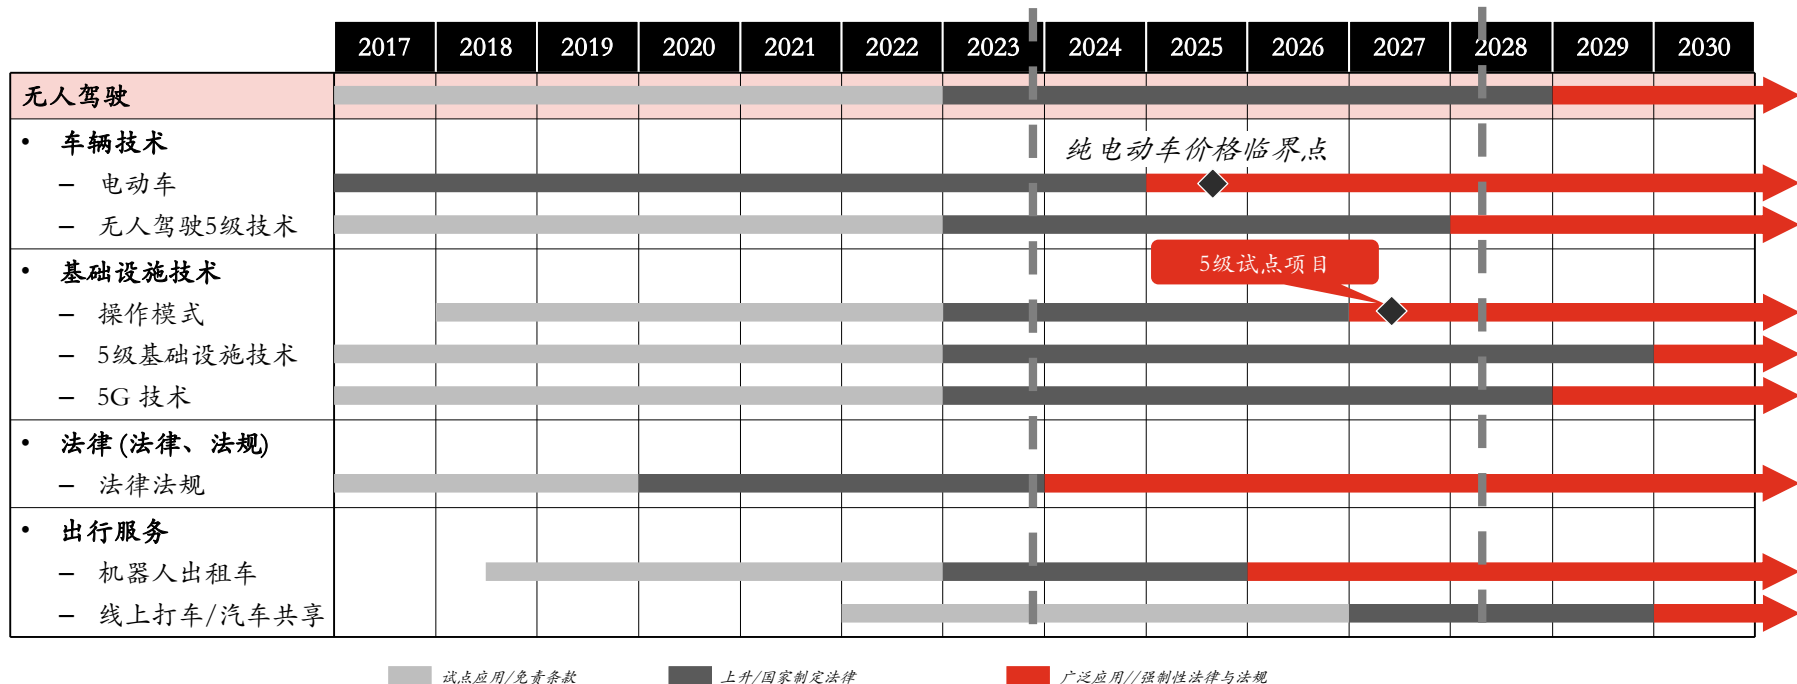 2017 2018 2019 2020 2021 2022 2023 2024 2025 2026 2027 2028 2029 2030
无人驾驶
• 车辆技术
纯电动车价格临界点
– 电动车
– 无人驾驶5级技术
• 基础设施技术
5级试点项目
– 操作模式
– 5级基础设施技术
– 5G 技术
• 法律 (法律、法规)
– 法律法规
• 出行服务
– 机器人出租车
– 线上打车/汽车共享
试点应用/免责条款 上升/国家制定法律 广泛应用//强制性法律与法规